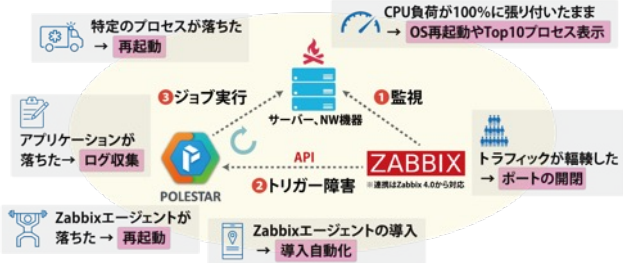 特定のプロセスが落ちた
→ 再起動
CPU負荷が100%に張り付いたまま
→ OS再起動やTop10プロセス表示
❸ジョブ実行
❶監視
サーバー、NW機器
アプリケーションが
落ちた→ ログ収集
POLESTAR
API
❷トリガー障害
ZABBIX
※連携はZabbix 4.0から対応
トラフィックが輻輳した
→ ポートの開閉
Zabbixエージェントが
落ちた → 再起動
Zabbixエージェントの導入
→ 導入自動化